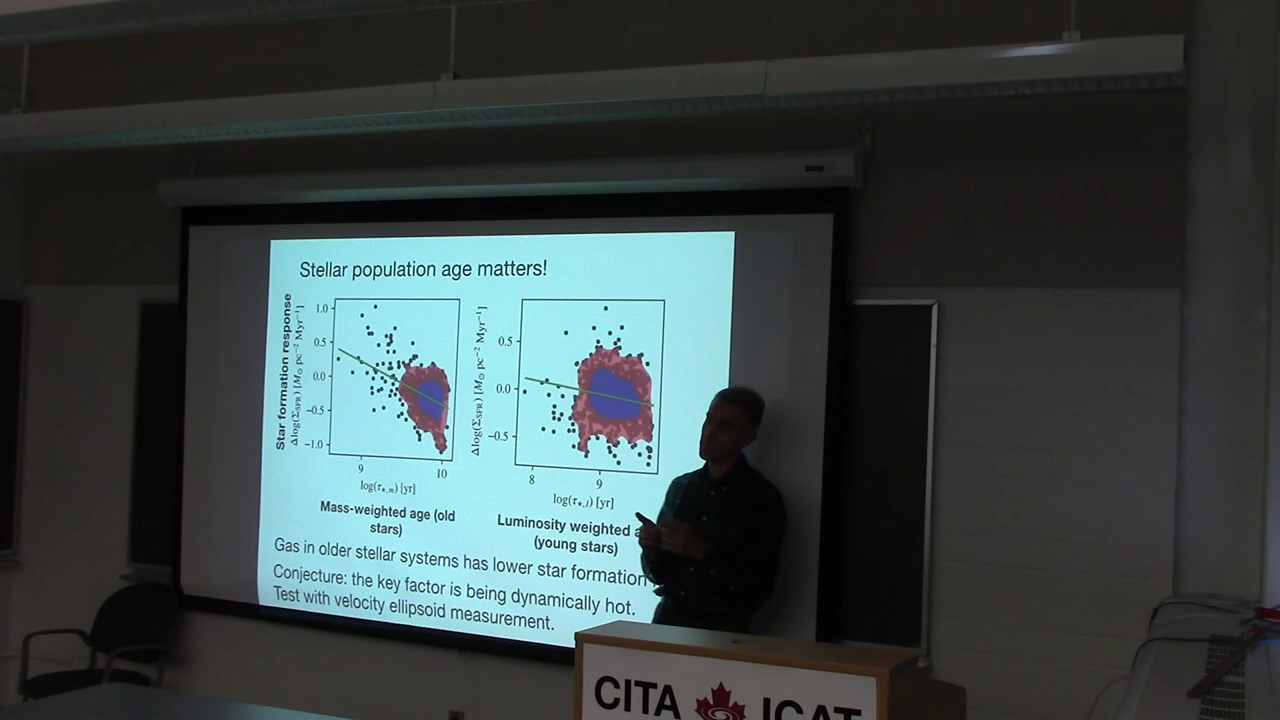 Stellar population age matters!
Star formation response
Δlog(Σ_SFR) [M_⊙ pc⁻² Myr⁻¹]
1.0
0.5
0.0
−0.5
−1.0
9
10
log(τ_*,m) [yr]
Mass-weighted age (old
stars)
Δlog(Σ_SFR) [M_⊙ pc⁻² Myr⁻¹]
0.5
0.0
−0.5
8
9
log(τ_*,l) [yr]
Luminosity weighted
(young stars)
Gas in older stellar systems has lower star formation
Conjecture: the key factor is being dynamically hot.
Test with velocity ellipsoid measurement.
CITA ICAT